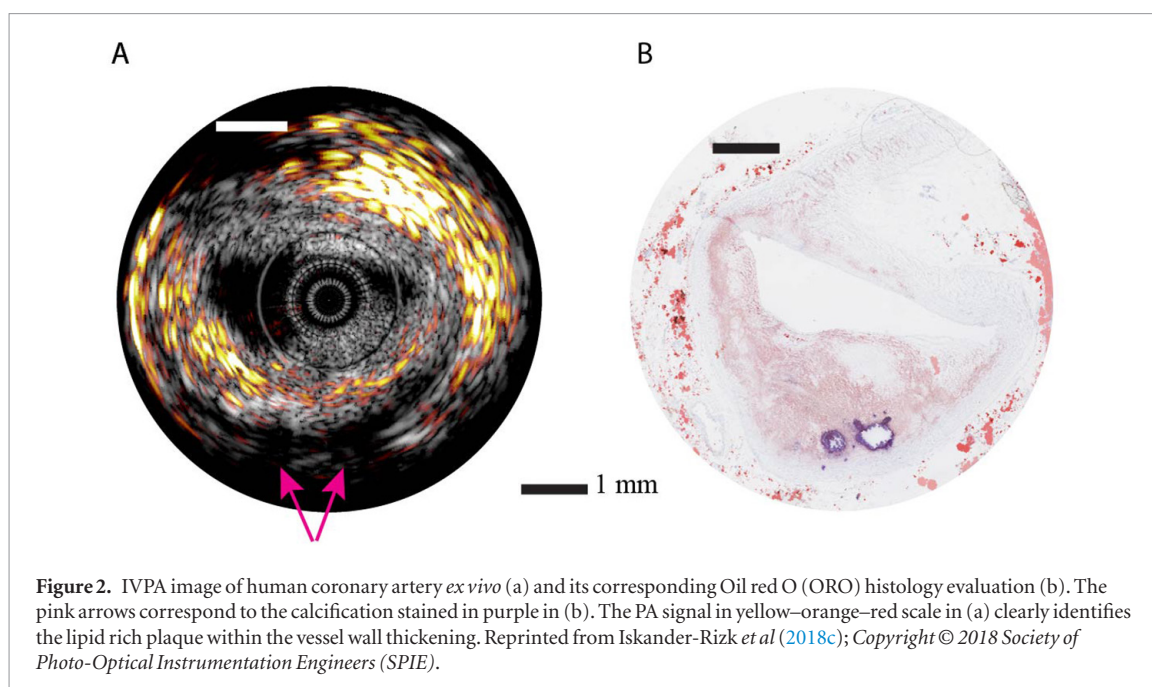 A
B
1 mm
Figure 2. IVPA image of human coronary artery ex vivo (a) and its corresponding Oil red O (ORO) histology evaluation (b). The
pink arrows correspond to the calcification stained in purple in (b). The PA signal in yellow–orange–red scale in (a) clearly identifies
the lipid rich plaque within the vessel wall thickening. Reprinted from Iskander-Rizk et al (2018c); Copyright © 2018 Society of
Photo-Optical Instrumentation Engineers (SPIE).